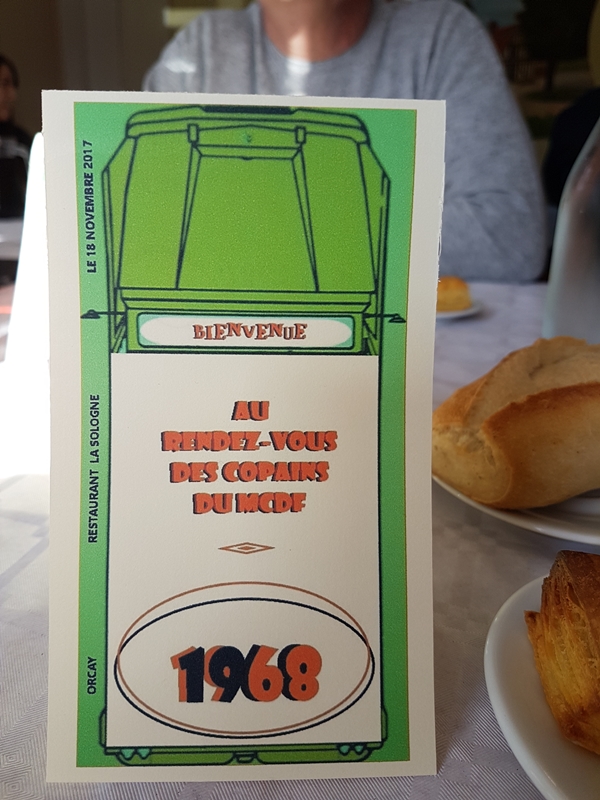 LE 18 NOVEMBRE 2017
RESTAURANT LA SOLOGNE
ORCAY
BIENVENUE
AU
RENDEZ-VOUS
DES COPAINS
DU MCDF
1968